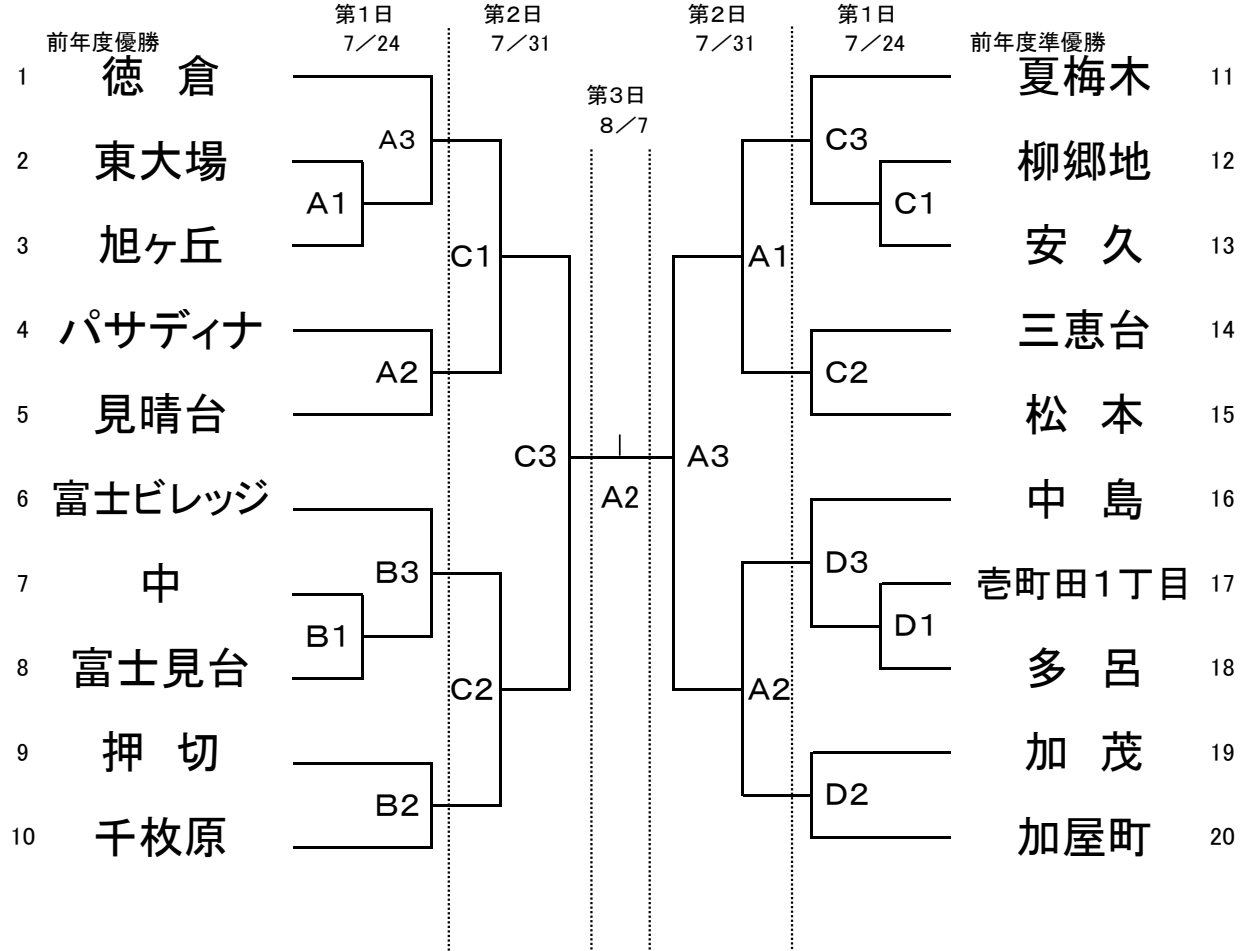 第1日 第2日 第2日 第1日
前年度優勝 7／24 7／31 7／31 7／24 前年度準優勝
1 徳 倉 夏梅木 11
第3日
8／7
A3 C3
2 東大場 柳郷地 12
A1 C1
3 旭ヶ丘 安 久 13
C1 A1
4 パサディナ 三恵台 14
A2 C2
5 見晴台 松 本 15
C3 A3
6 富士ビレッジ A2 中 島 16
B3 D3
7 中 壱町田1丁目 17
B1 D1
8 富士見台 多 呂 18
C2 A2
9 押 切 加 茂 19
B2 D2
10 千枚原 加屋町 20